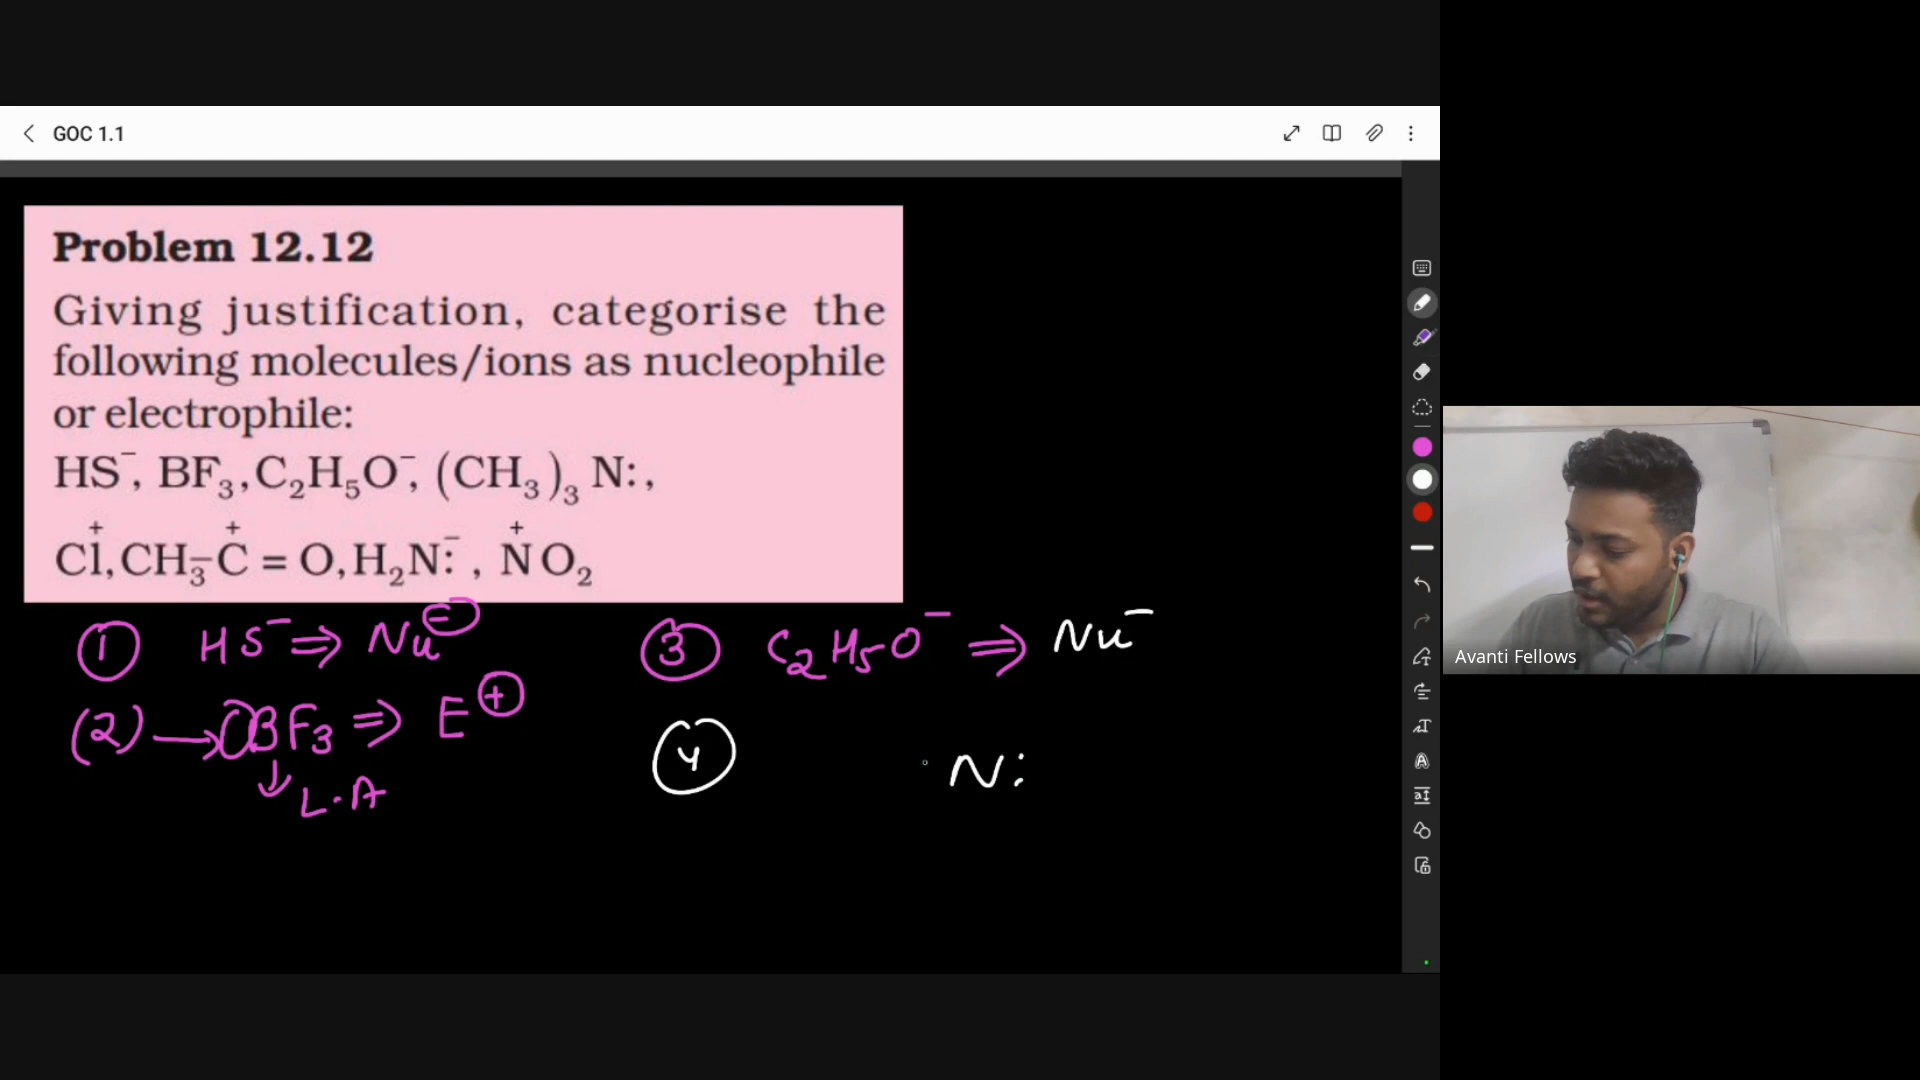 GOC 1.1
Problem 12.12
Giving justification, categorise the
following molecules/ions as nucleophile
or electrophile:
HS⁻, BF₃, C₂H₅O⁻, (CH₃)₃ N:,
Cl⁺, CH₃–C⁺ = O, H₂N:⁻, N⁺O₂
① HS⁻ ⇒ Nu⊖
(2) → BF₃ ⇒ E⊕
↓ L.A
③ C₂H₅O⁻ ⇒ Nu⁻
④ N:
Avanti Fellows